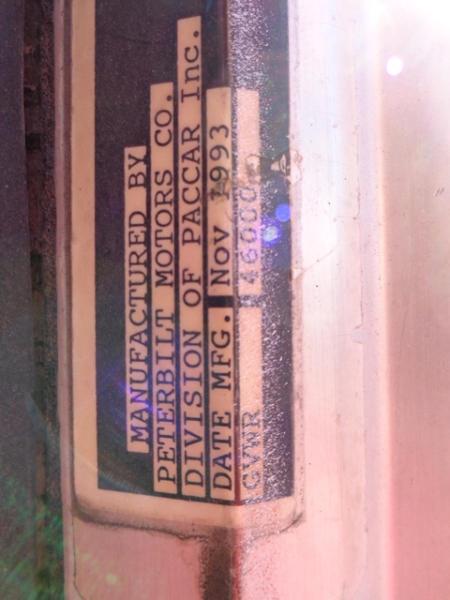 MANUFACTURED BY
PETERBILT MOTORS CO.
DIVISION OF PACCAR Inc.
DATE MFG. Nov 1993
GVWR 46000